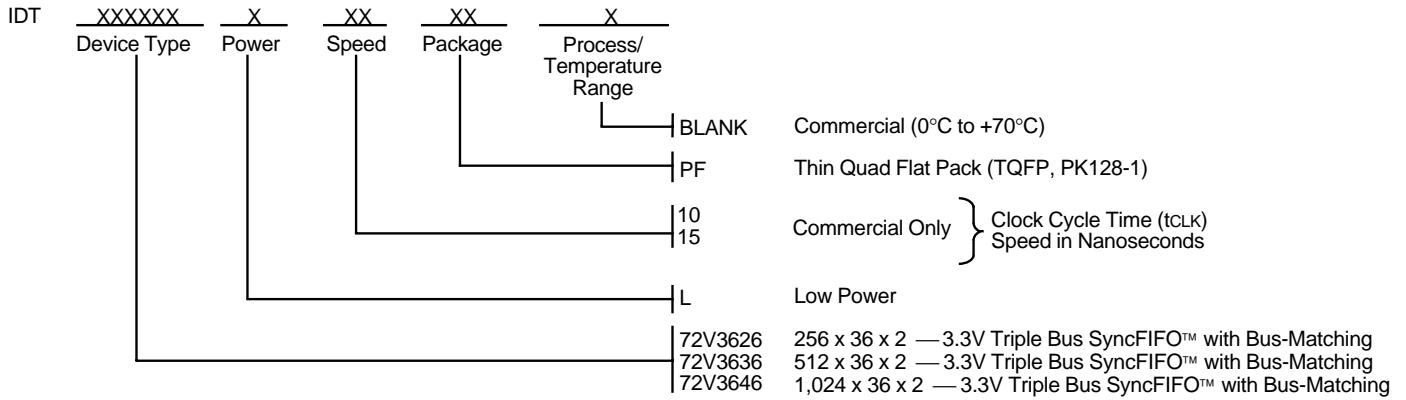 IDT XXXXXX X XX XX X
Device Type Power Speed Package Process/
Temperature
Range
BLANK Commercial (0°C to +70°C)
PF Thin Quad Flat Pack (TQFP, PK128-1)
10
15
Commercial Only
Clock Cycle Time (tCLK)
Speed in Nanoseconds
L Low Power
72V3626 256 x 36 x 2 — 3.3V Triple Bus SyncFIFO™ with Bus-Matching
72V3636 512 x 36 x 2 — 3.3V Triple Bus SyncFIFO™ with Bus-Matching
72V3646 1,024 x 36 x 2 — 3.3V Triple Bus SyncFIFO™ with Bus-Matching